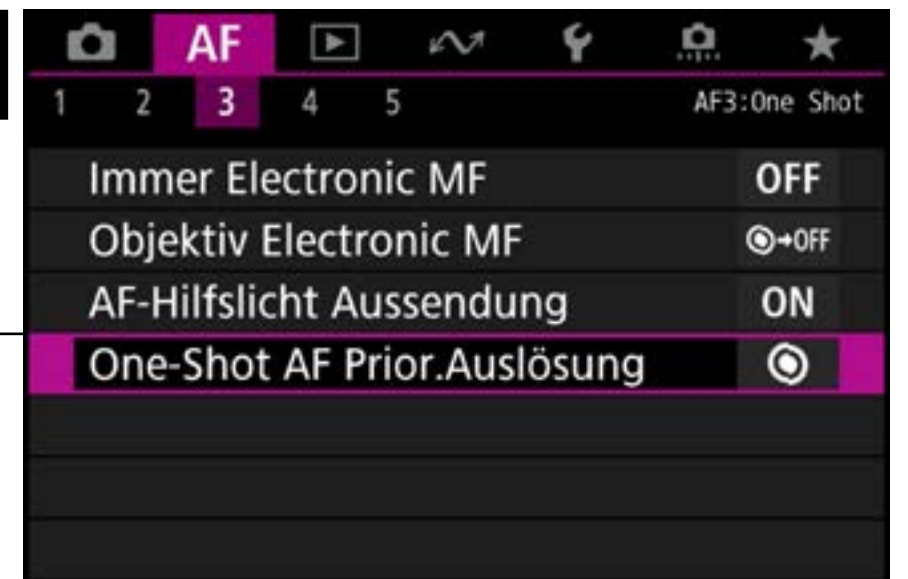 AF
1 2 3 4 5 AF3:One Shot
Immer Electronic MF OFF
Objektiv Electronic MF →OFF
AF-Hilfslicht Aussendung ON
One-Shot AF Prior.Auslösung